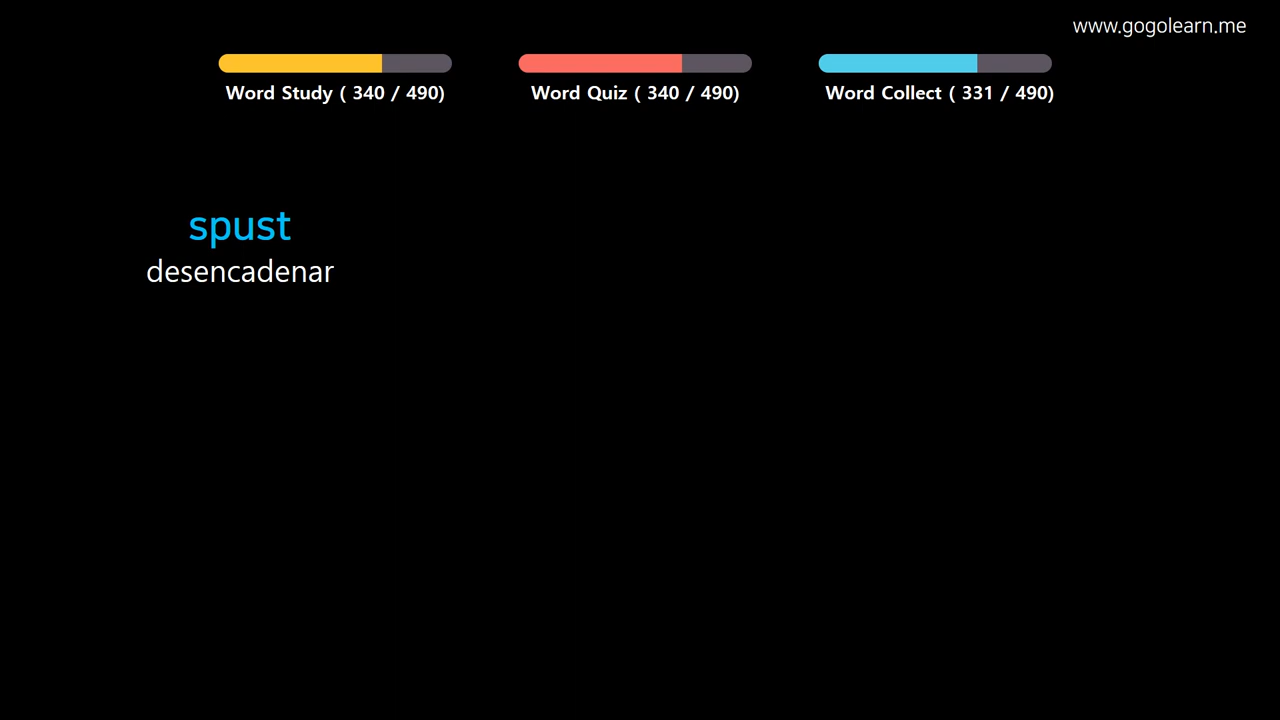 www.gogolearn.me
Word Study ( 340 / 490)
Word Quiz ( 340 / 490)
Word Collect ( 331 / 490)
spust
desencadenar